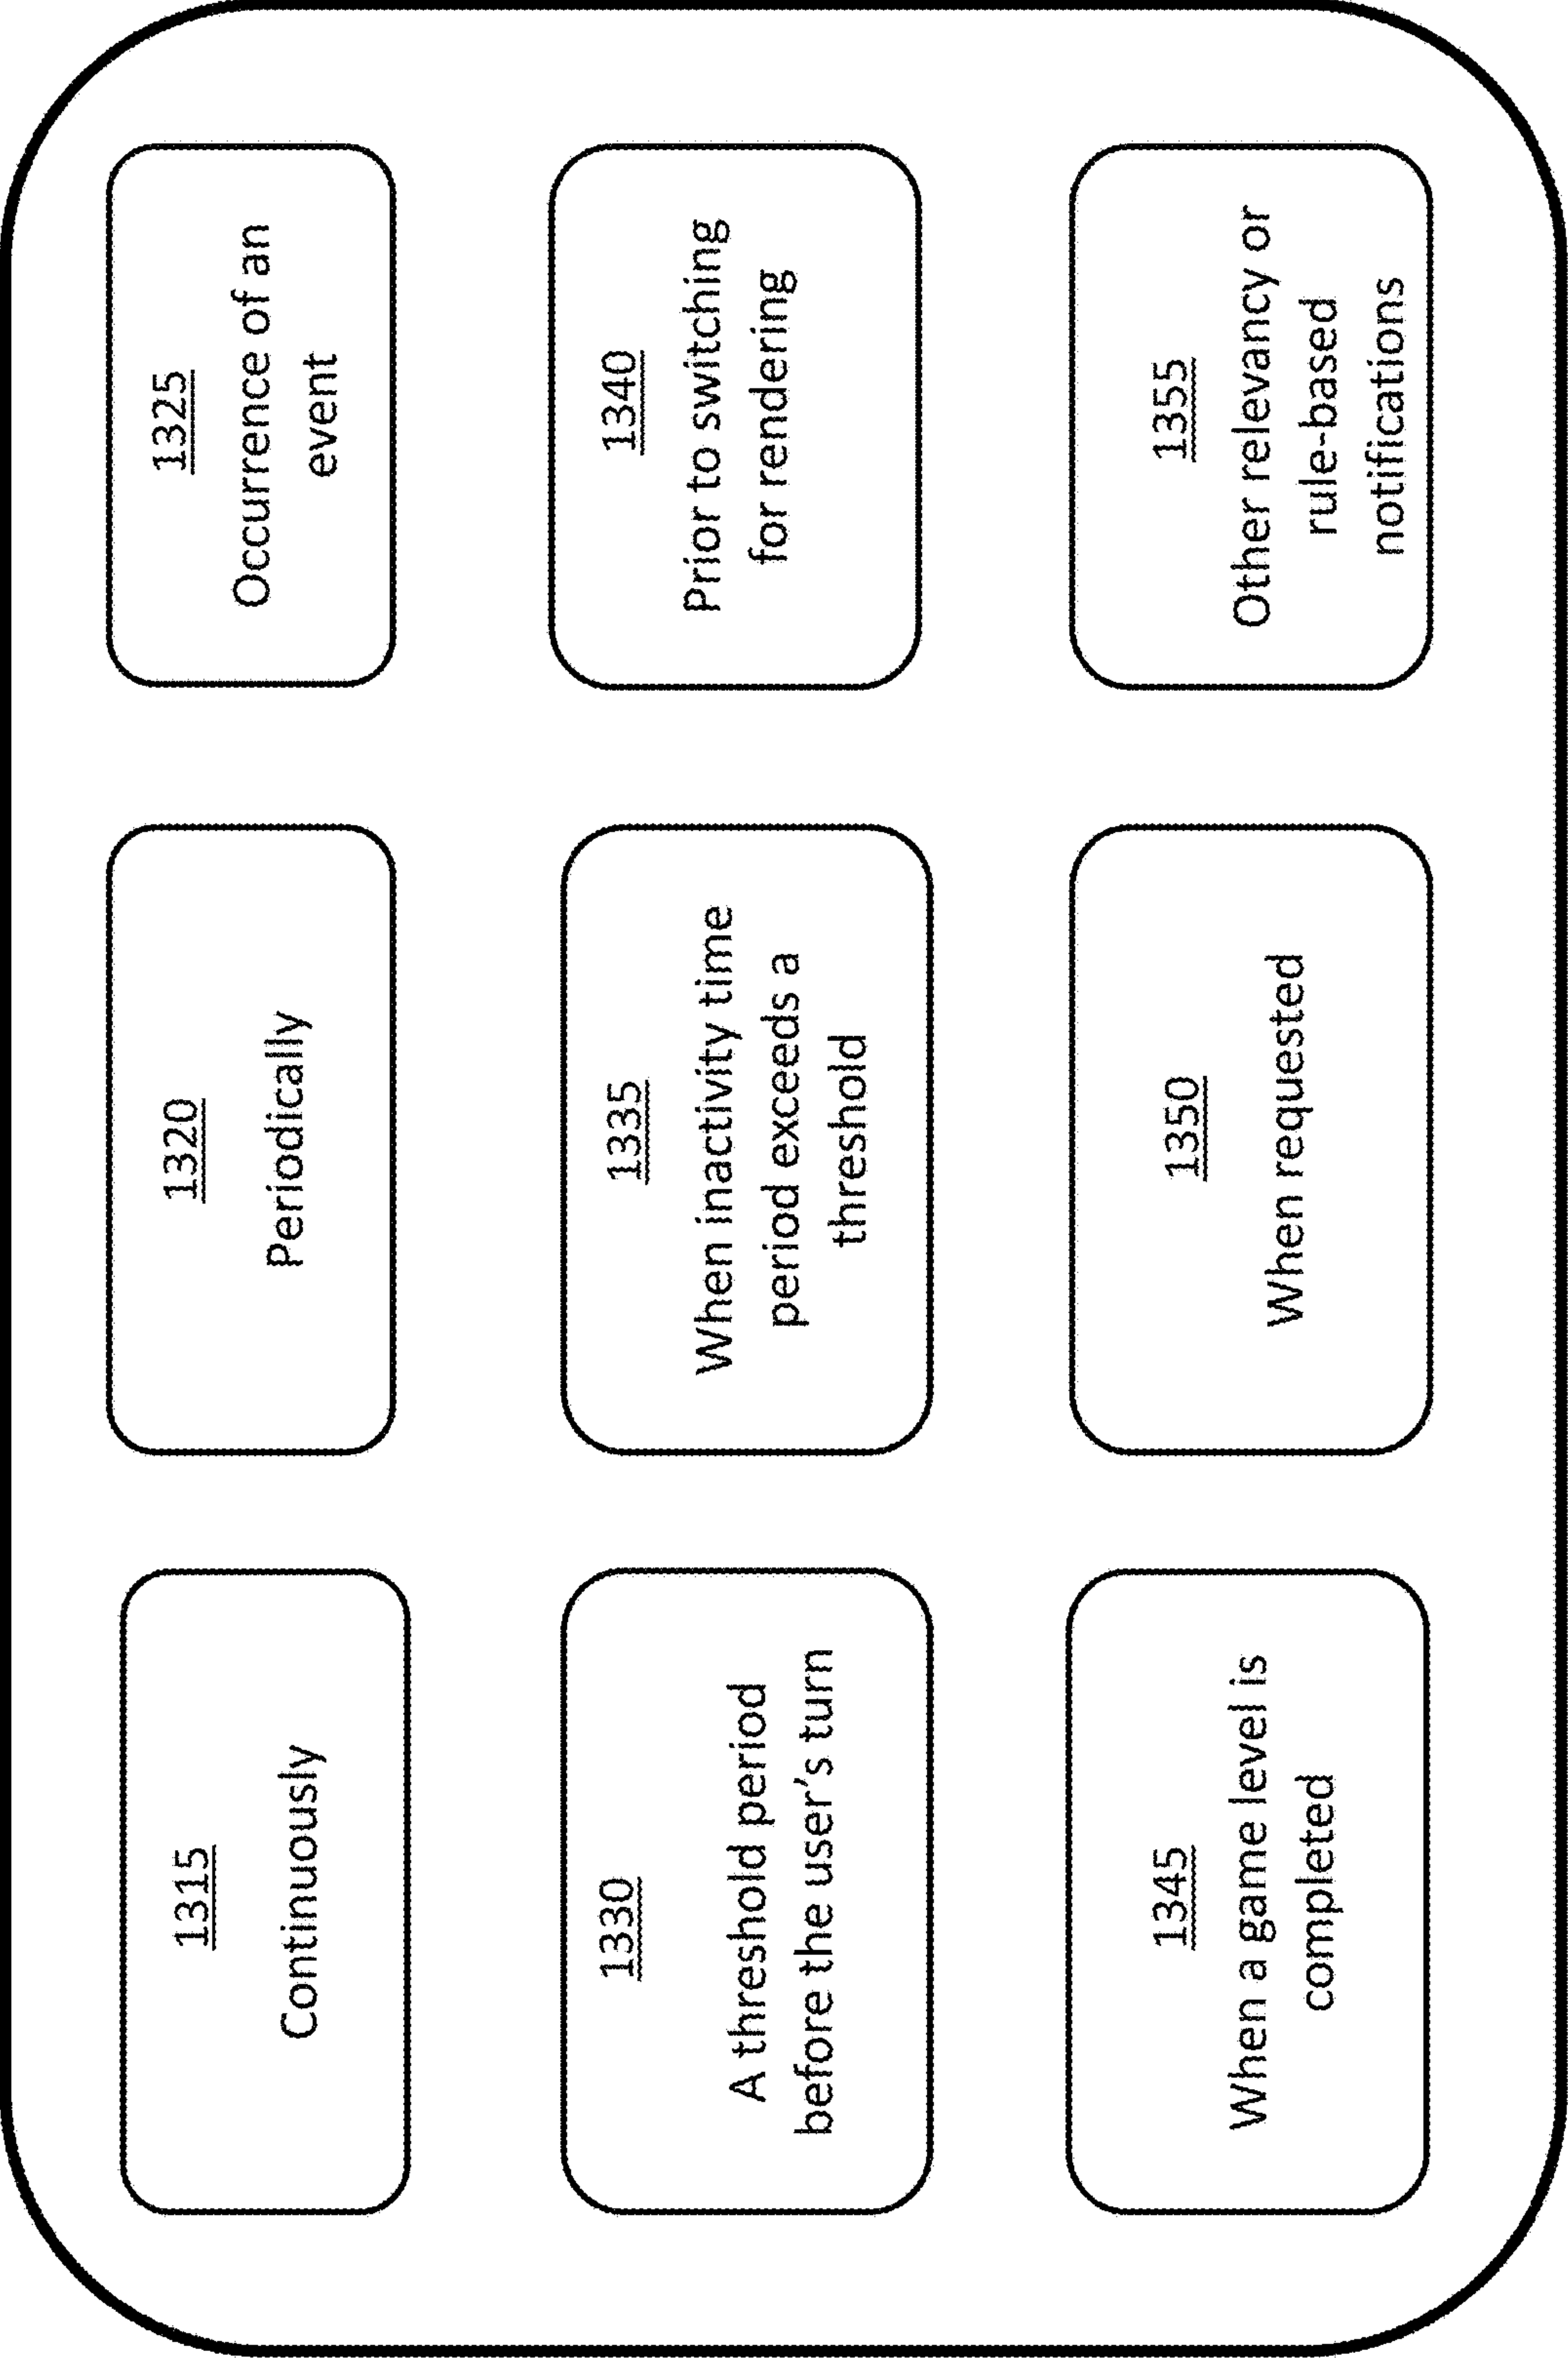 1315
Continuously
1320
Periodically
1325
Occurrence of an
event
1330
A threshold period
before the user's turn
1335
When inactivity time
period exceeds a
threshold
1340
Prior to switching
for rendering
1345
When a game level is
completed
1350
When requested
1355
Other relevancy or
rule-based
notifications